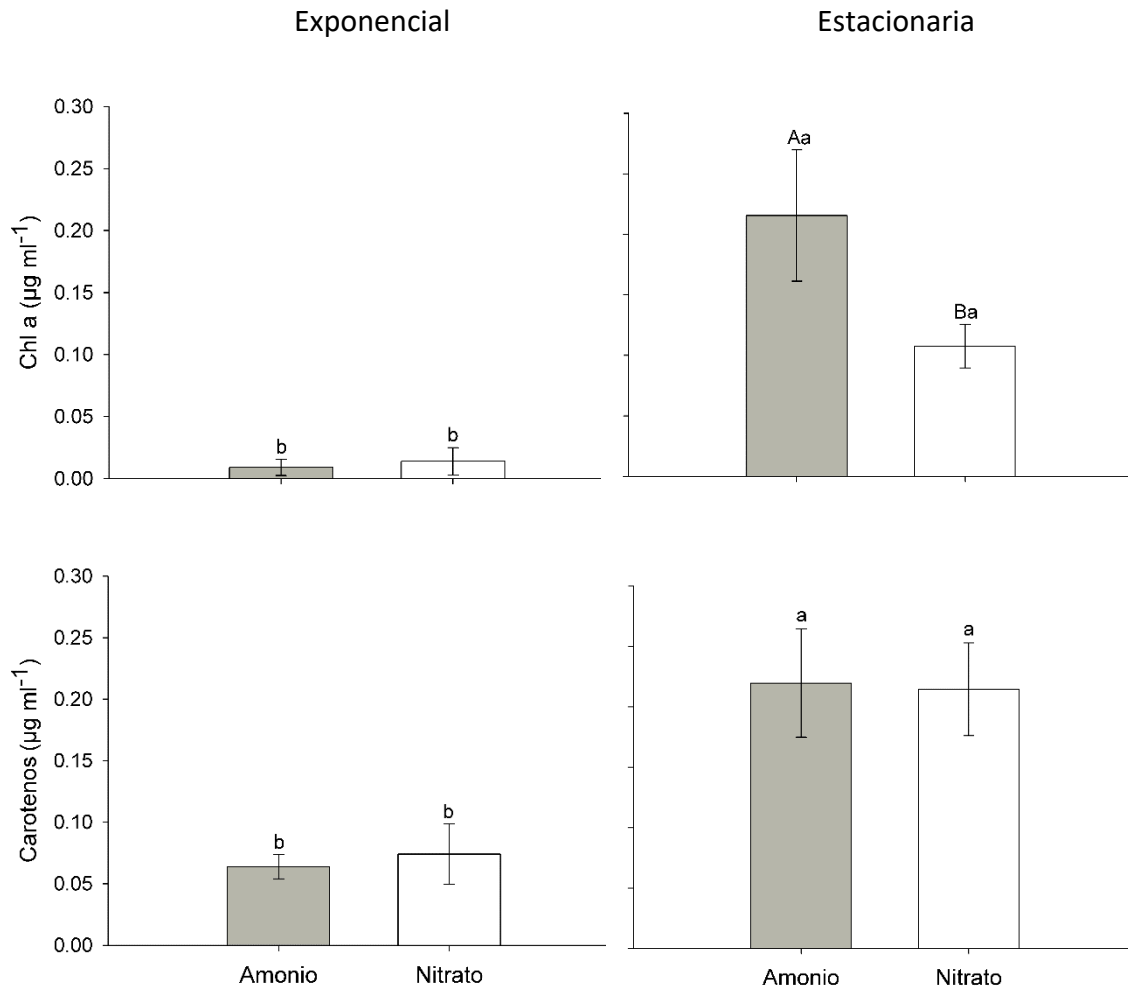 Exponencial
Estacionaria
0.30
0.25
0.20
0.15
0.10
0.05
0.00
Chl a (µg ml⁻¹)
b
b
Aa
Ba
0.30
0.25
0.20
0.15
0.10
0.05
0.00
Carotenos (µg ml⁻¹)
b
b
a
a
Amonio
Nitrato
Amonio
Nitrato